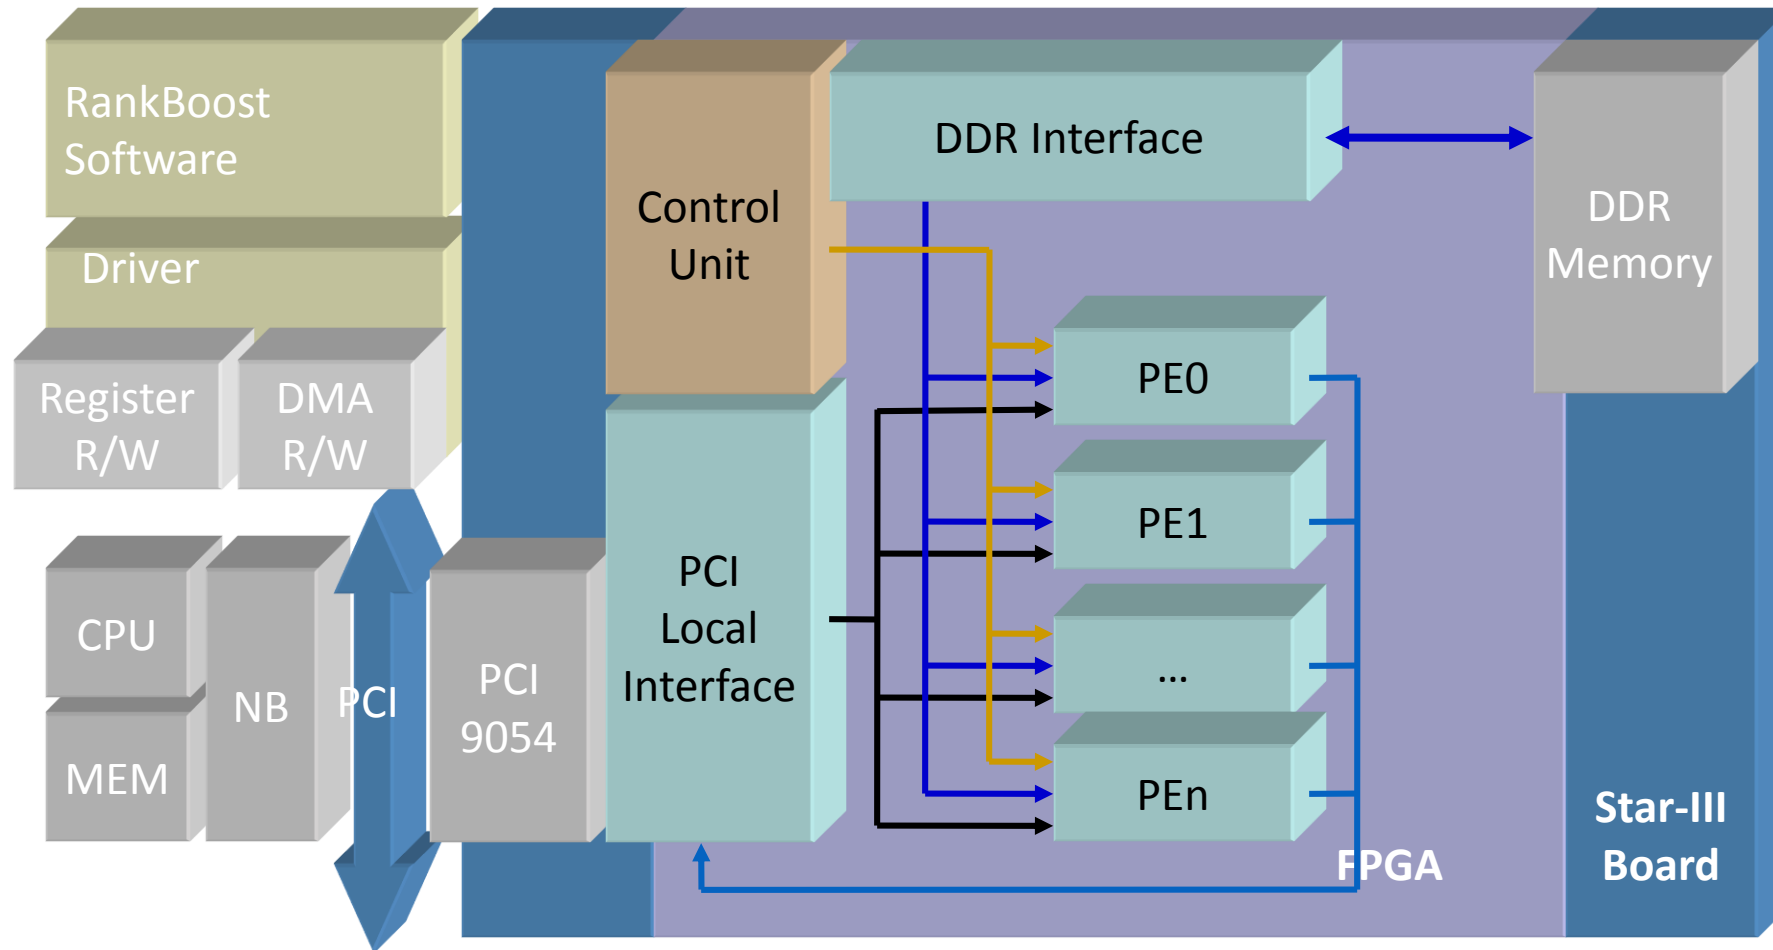 RankBoost
Software
Driver
Register
R/W
DMA
R/W
CPU
MEM
NB
PCI
PCI
9054
Control
Unit
PCI
Local
Interface
DDR Interface
PE0
PE1
...
PEn
FPGA
DDR
Memory
Star-III
Board